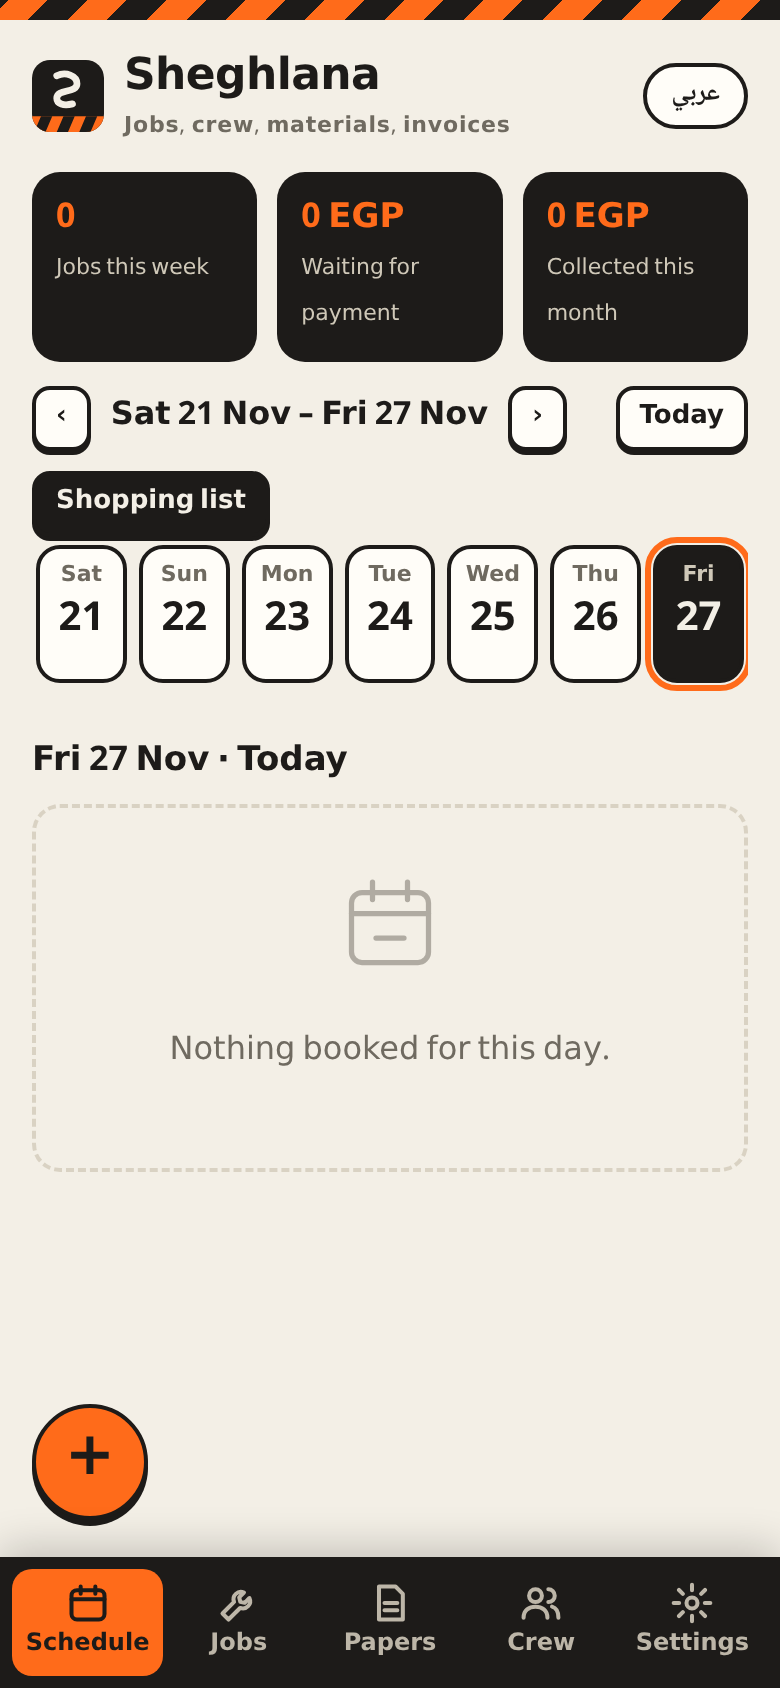 Sheghlana
Jobs, crew, materials, invoices
عربي
0
Jobs this week
0 EGP
Waiting for
payment
0 EGP
Collected this
month
‹ Sat 21 Nov – Fri 27 Nov › Today
Shopping list
Sat Sun Mon Tue Wed Thu Fri
21 22 23 24 25 26 27
Fri 27 Nov · Today
Nothing booked for this day.
+
Schedule Jobs Papers Crew Settings